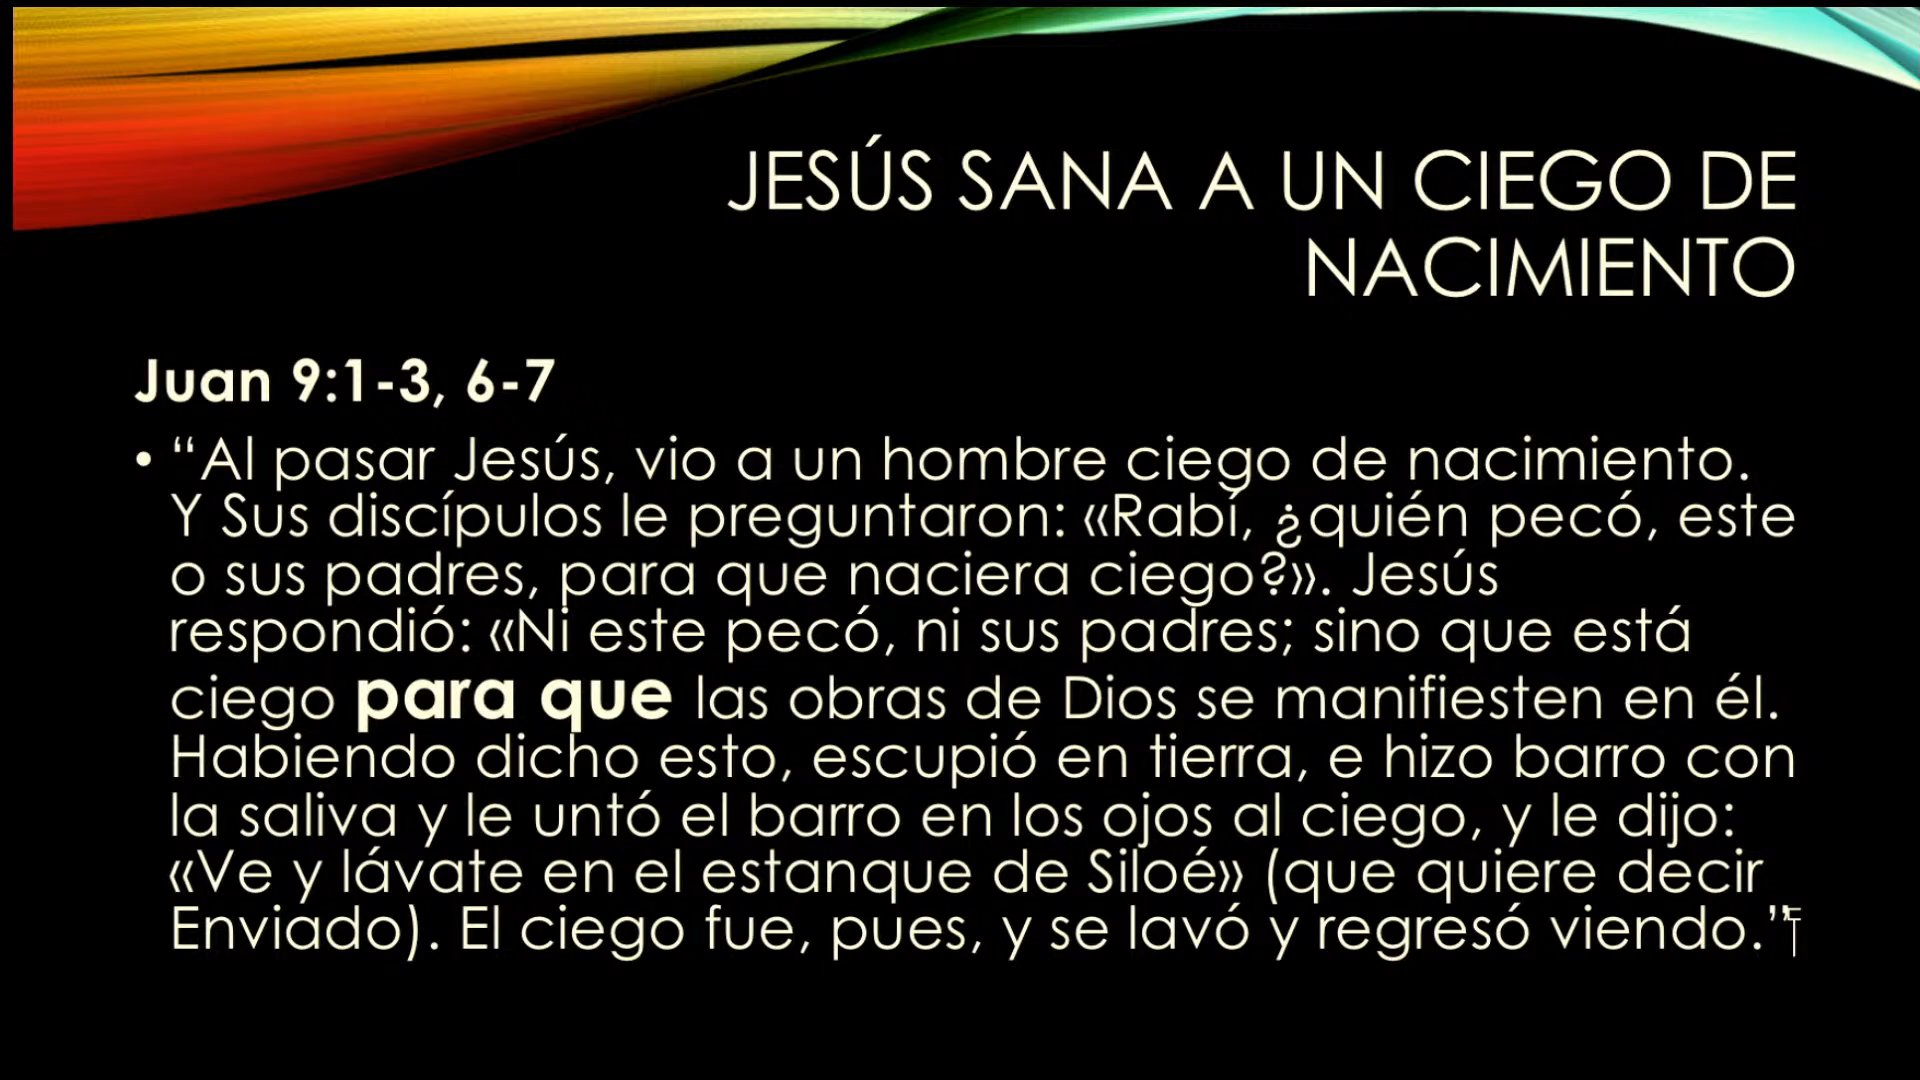 JESÚS SANA A UN CIEGO DE
NACIMIENTO
Juan 9:1-3, 6-7
• “Al pasar Jesús, vio a un hombre ciego de nacimiento.
Y Sus discípulos le preguntaron: «Rabí, ¿quién pecó, este
o sus padres, para que naciera ciego?». Jesús
respondió: «Ni este pecó, ni sus padres; sino que está
ciego para que las obras de Dios se manifiesten en él.
Habiendo dicho esto, escupió en tierra, e hizo barro con
la saliva y le untó el barro en los ojos al ciego, y le dijo:
«Ve y lávate en el estanque de Siloé» (que quiere decir
Enviado). El ciego fue, pues, y se lavó y regresó viendo.”